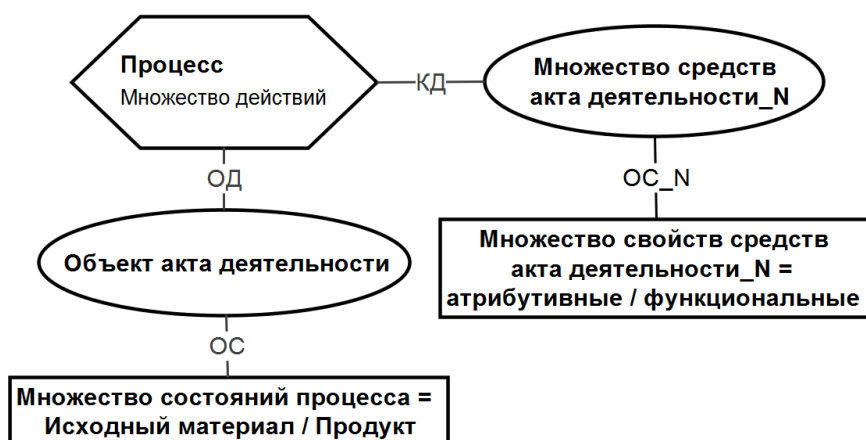 Процесс
Множество действий
КД
Множество средств
акта деятельности_N
ОД
ОС_N
Объект акта деятельности
Множество свойств средств
акта деятельности_N =
атрибутивные / функциональные
ОС
Множество состояний процесса =
Исходный материал / Продукт